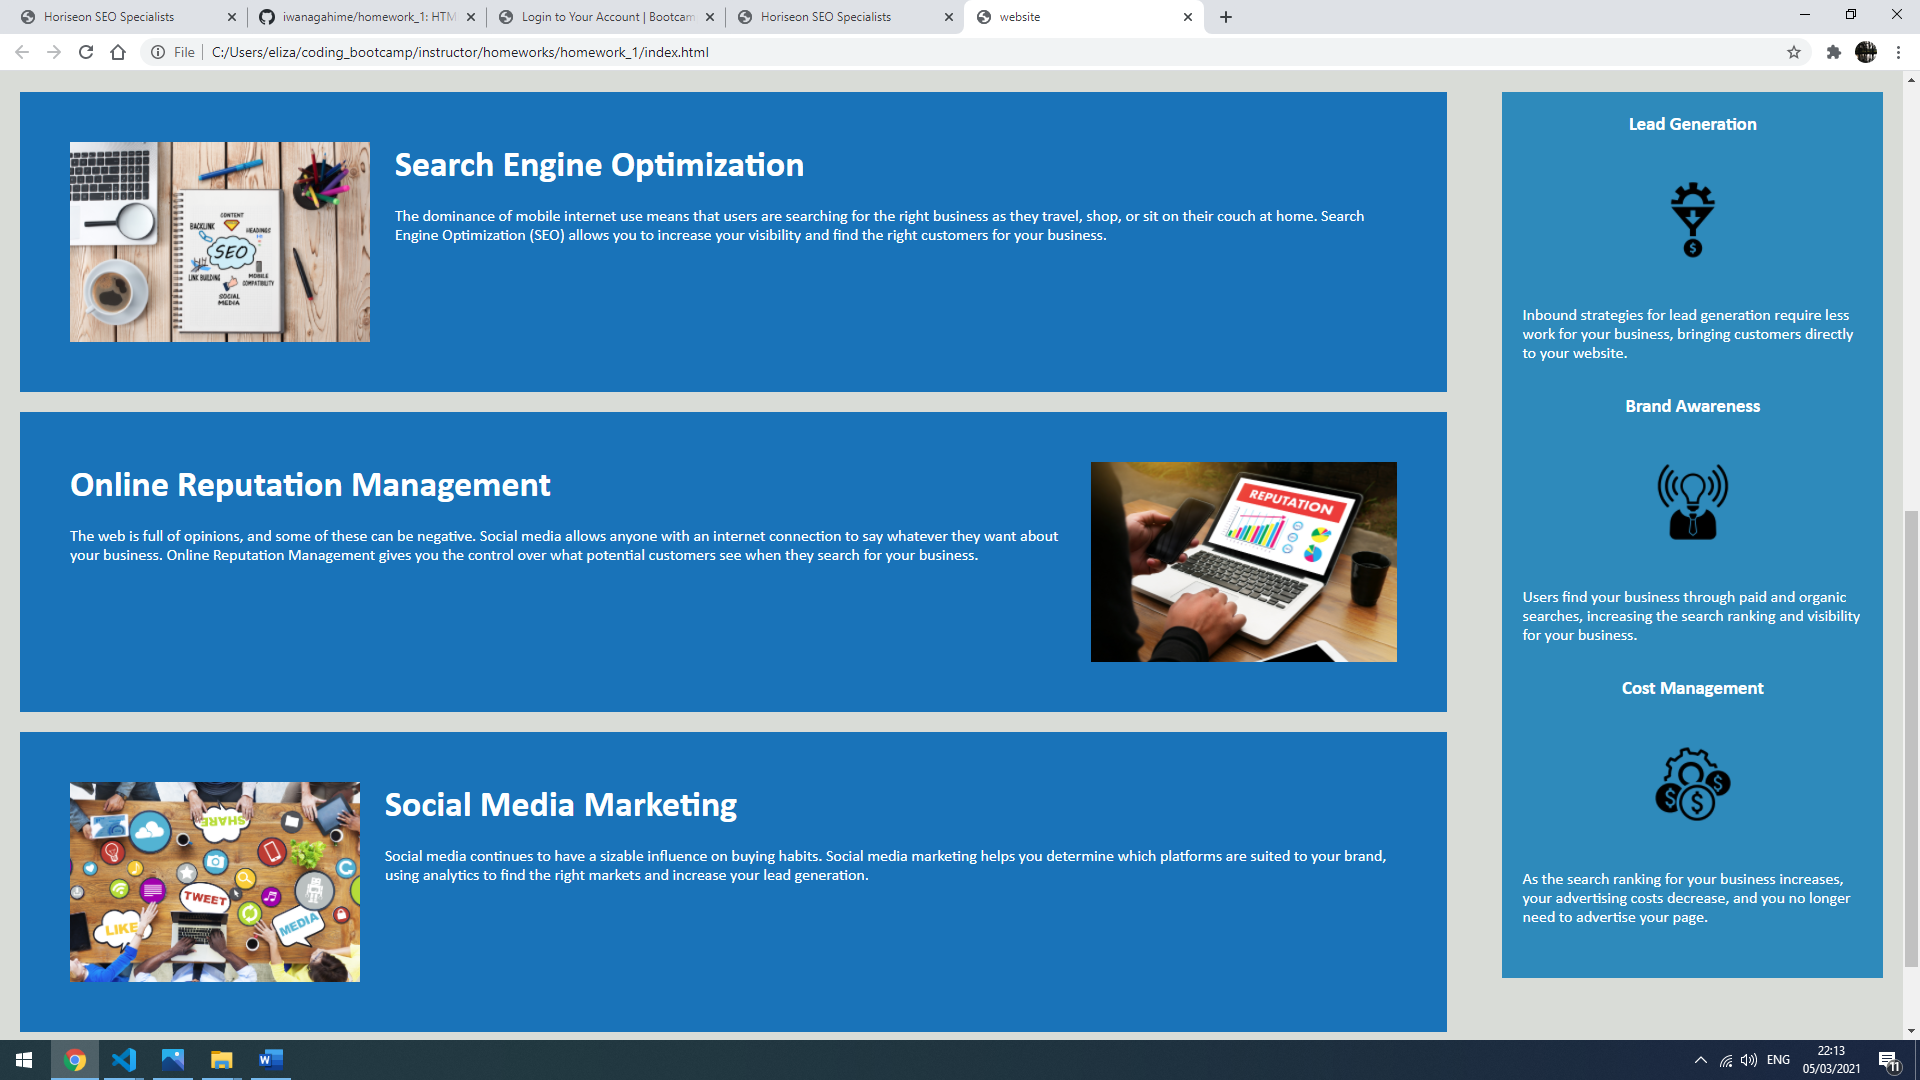 Horiseon SEO Specialists
iwanagahime/homework_1: HTM
Login to Your Account | Bootcam
Horiseon SEO Specialists
website
File
C:/Users/eliza/coding_bootcamp/instructor/homeworks/homework_1/index.html
CONTENT
BACKLINK
HEADINGS
SEO
LINK BUILDING
MOBILE
COMPATIBILITY
SOCIAL
MEDIA
Search Engine Optimization
The dominance of mobile internet use means that users are searching for the right business as they travel, shop, or sit on their couch at home. Search
Engine Optimization (SEO) allows you to increase your visibility and find the right customers for your business.
Online Reputation Management
The web is full of opinions, and some of these can be negative. Social media allows anyone with an internet connection to say whatever they want about
your business. Online Reputation Management gives you the control over what potential customers see when they search for your business.
REPUTATION
SHARE
TWEET
LIKE
MEDIA
Social Media Marketing
Social media continues to have a sizable influence on buying habits. Social media marketing helps you determine which platforms are suited to your brand,
using analytics to find the right markets and increase your lead generation.
Lead Generation
$
Inbound strategies for lead generation require less
work for your business, bringing customers directly
to your website.
Brand Awareness
Users find your business through paid and organic
searches, increasing the search ranking and visibility
for your business.
Cost Management
$ $ $
As the search ranking for your business increases,
your advertising costs decrease, and you no longer
need to advertise your page.
ENG
22:13
05/03/2021
11